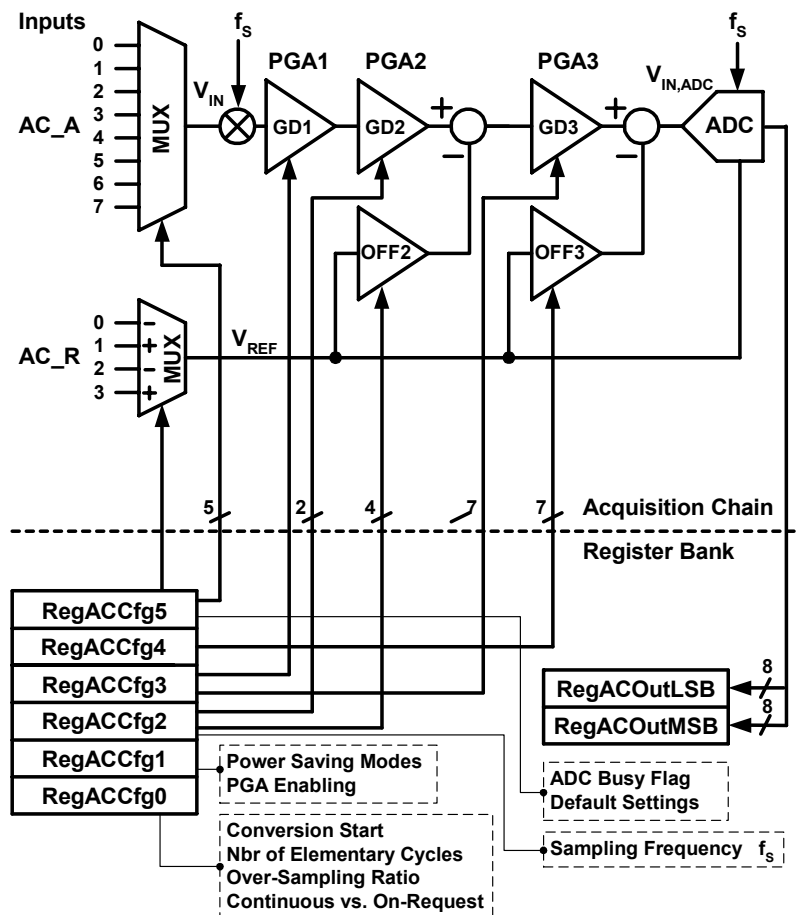 Inputs
0
1
2
3
4
5
6
7
AC_A
MUX
V_IN
f_S
PGA1
GD1
PGA2
GD2
+
−
PGA3
GD3
+
−
V_IN,ADC
f_S
ADC
OFF2
OFF3
AC_R
0 −
1 +
2 −
3 +
MUX
V_REF
5
2
4
7
7
Acquisition Chain
Register Bank
RegACCfg5
RegACCfg4
RegACCfg3
RegACCfg2
RegACCfg1
RegACCfg0
8
RegACOutLSB
8
RegACOutMSB
Power Saving Modes
PGA Enabling
ADC Busy Flag
Default Settings
Conversion Start
Nbr of Elementary Cycles
Over-Sampling Ratio
Continuous vs. On-Request
Sampling Frequency f_S